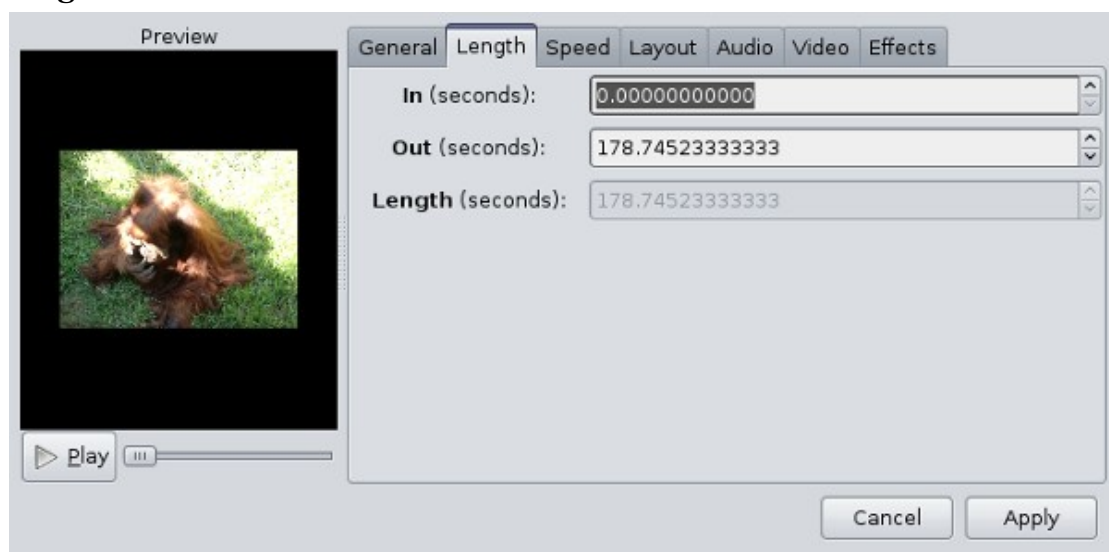 Preview
General Length Speed Layout Audio Video Effects
In (seconds): 0.00000000000
Out (seconds): 178.74523333333
Length (seconds): 178.74523333333
Play
Cancel Apply